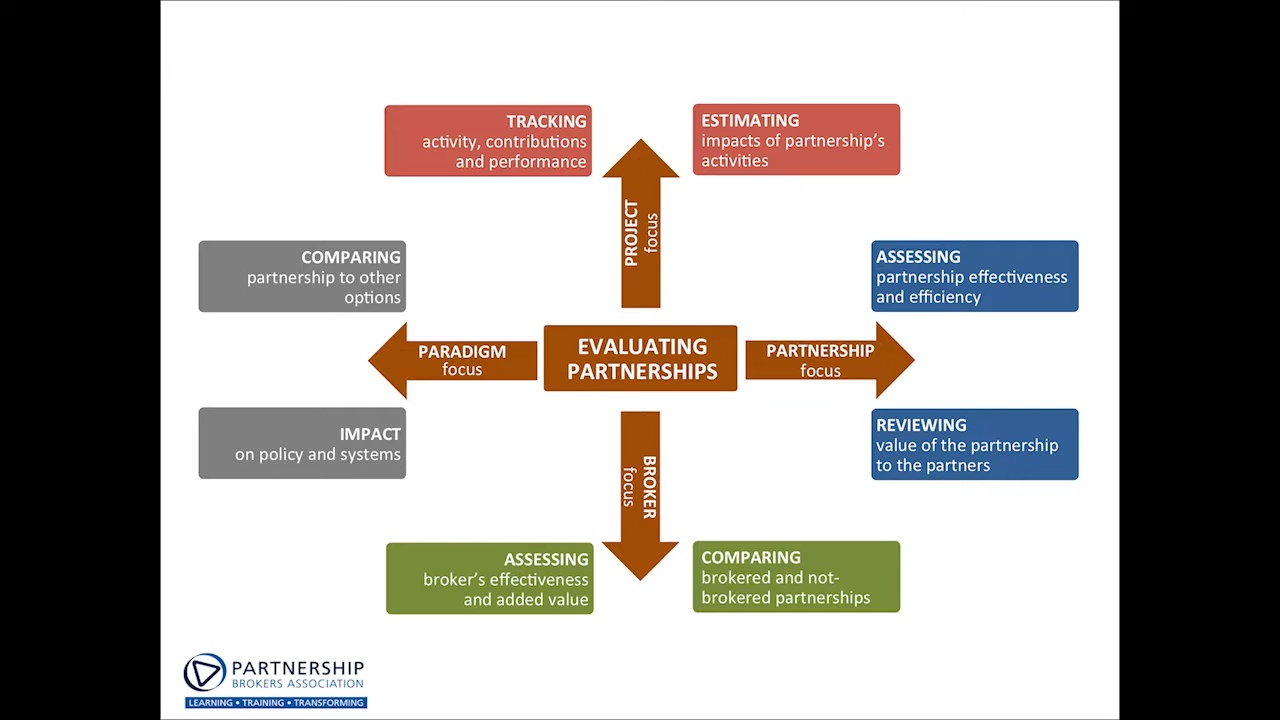 TRACKING
activity, contributions
and performance
ESTIMATING
impacts of partnership's
activities
PROJECT
focus
COMPARING
partnership to other
options
ASSESSING
partnership effectiveness
and efficiency
PARADIGM
focus
EVALUATING
PARTNERSHIPS
PARTNERSHIP
focus
IMPACT
on policy and systems
REVIEWING
value of the partnership
to the partners
BROKER
focus
ASSESSING
broker's effectiveness
and added value
COMPARING
brokered and not-
brokered partnerships
PARTNERSHIP
BROKERS ASSOCIATION
LEARNING • TRAINING • TRANSFORMING